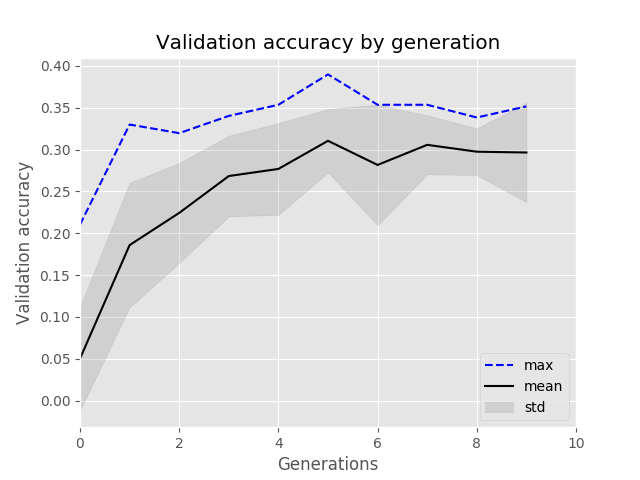 Validation accuracy by generation
0.40
0.35
0.30
0.25
0.20
0.15
0.10
0.05
0.00
Validation accuracy
max
mean
std
0 2 4 6 8 10
Generations